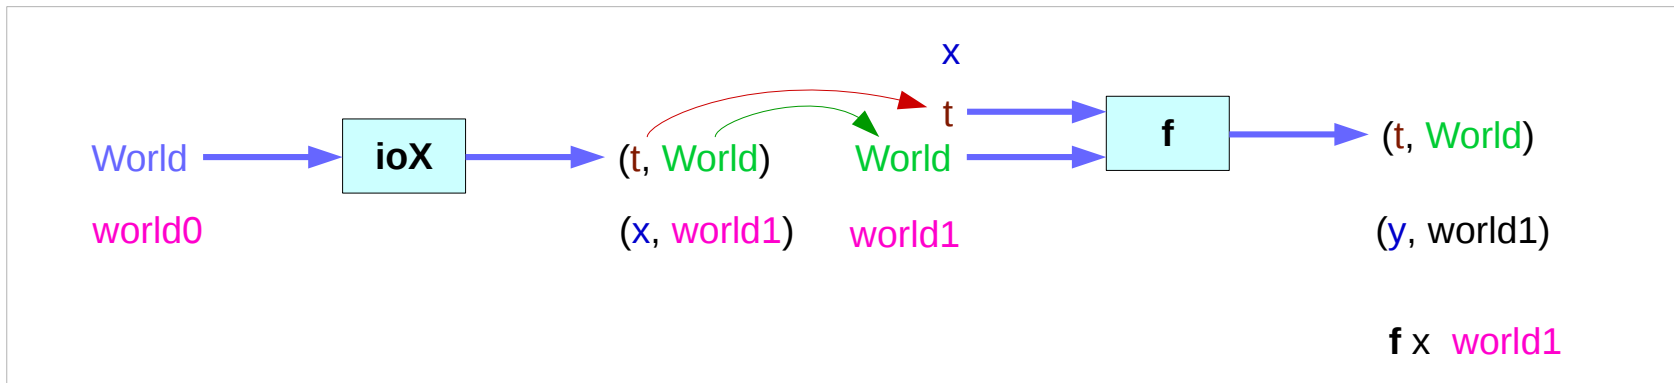 x
t
World ioX (t, World) World f (t, World)
world0 (x, world1) world1 (y, world1)
f x world1